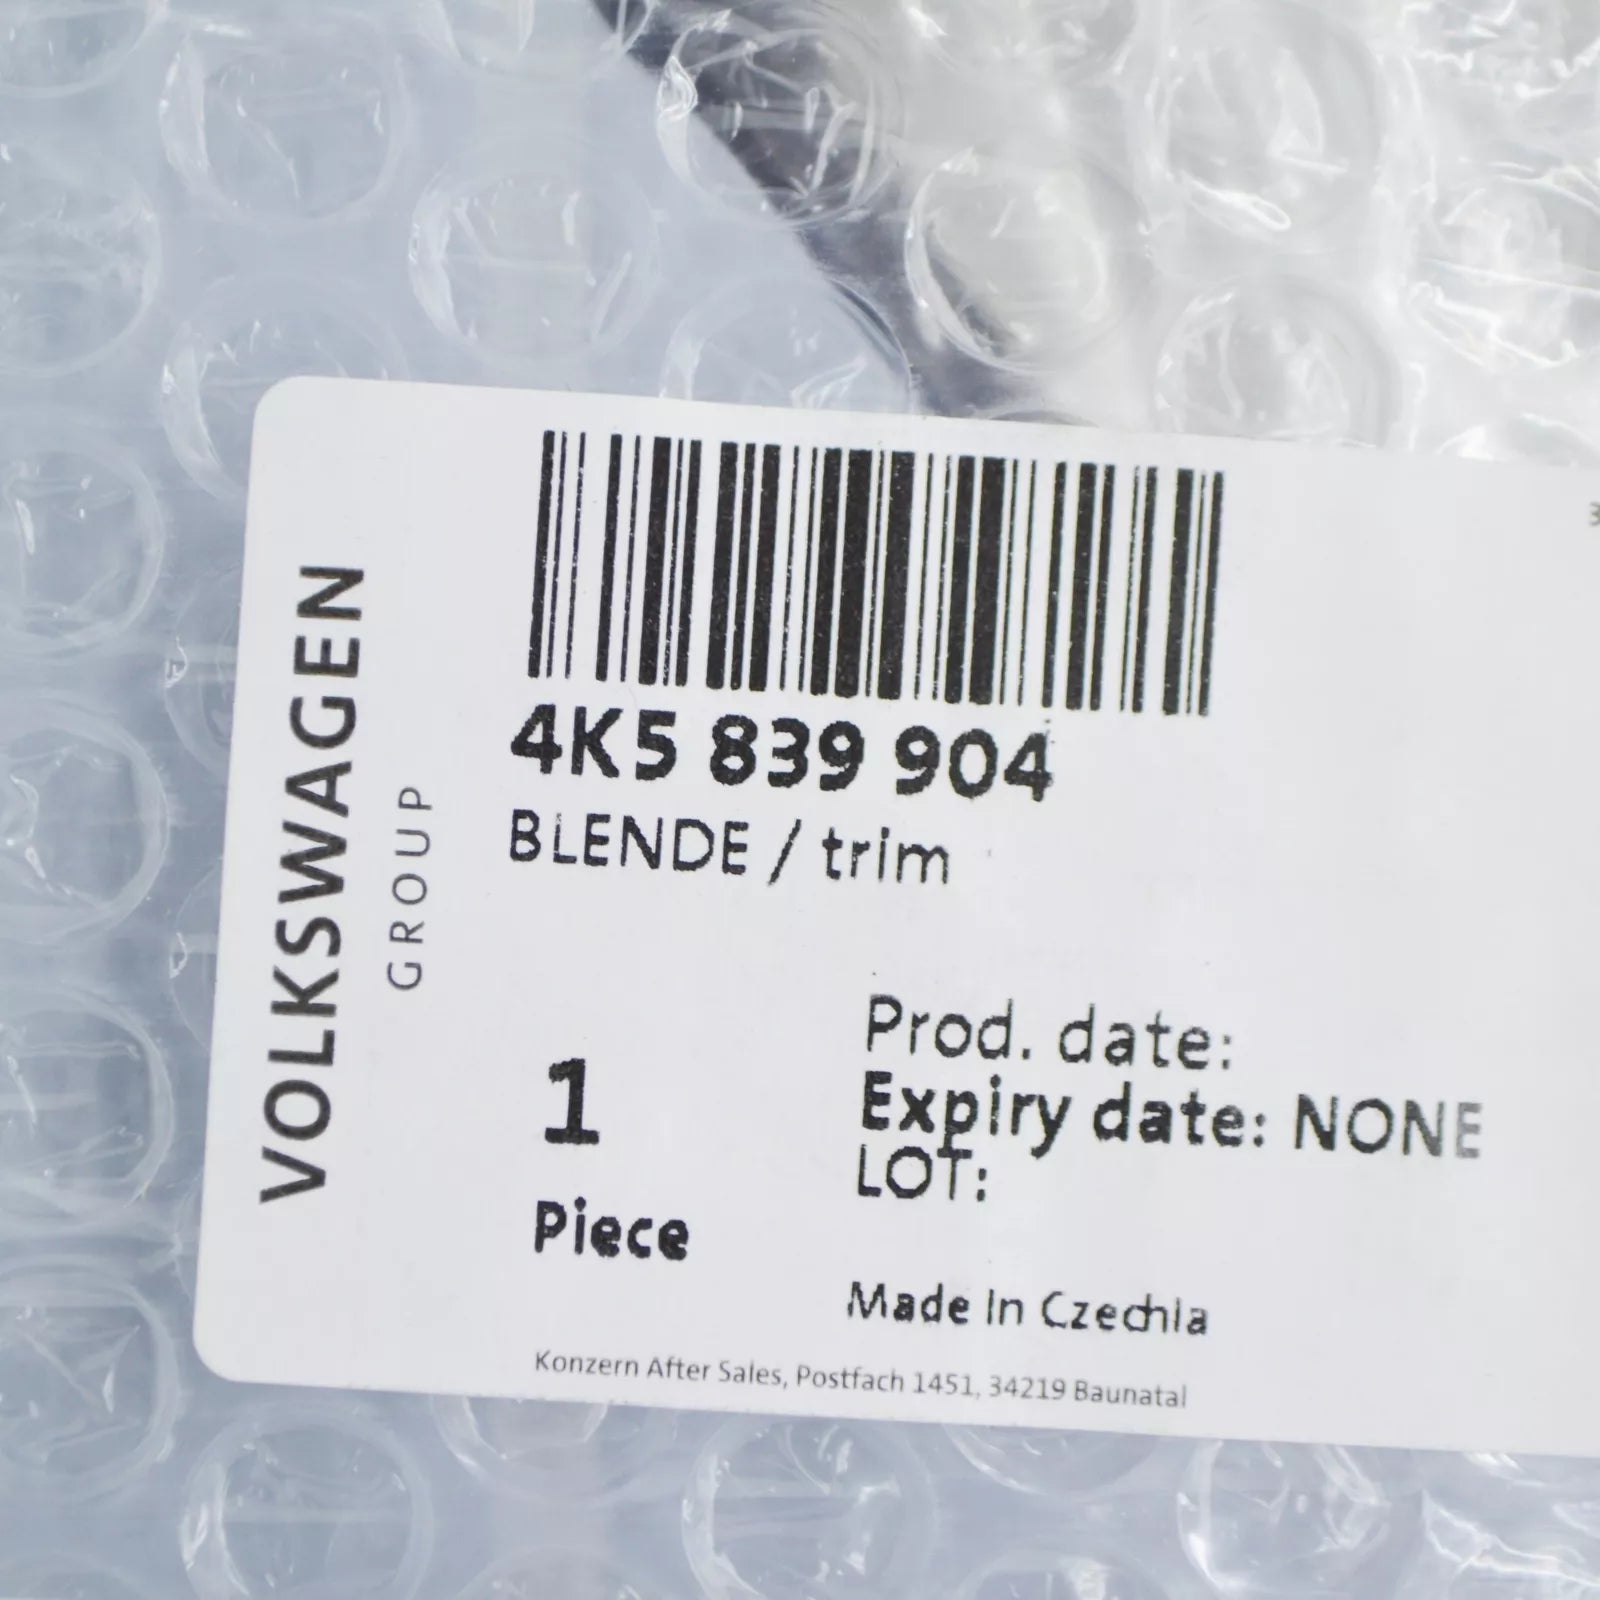 VOLKSWAGEN
GROUP
4K5 839 904
BLENDE / trim
1
Piece
Prod. date:
Expiry date: NONE
LOT:
Made In Czechia
Konzern After Sales, Postfach 1451, 34219 Baunatal